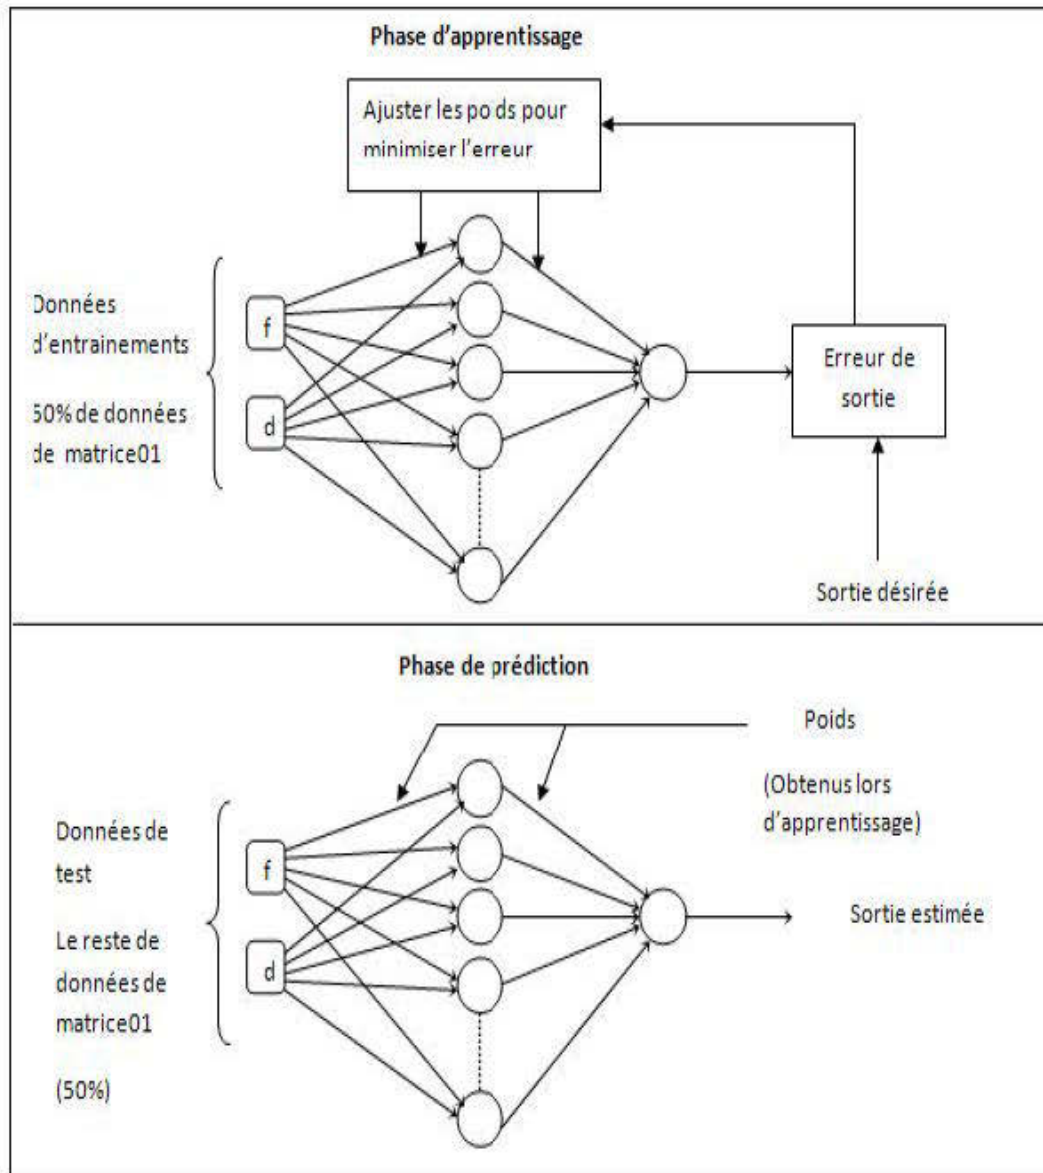 Phase d'apprentissage
Ajuster les po ds pour
minimiser l'erreur
Données
d'entrainements
50% de données
de matrice01
f
d
Erreur de
sortie
Sortie désirée
Phase de prédiction
Poids
(Obtenus lors
d'apprentissage)
Données de
test
Le reste de
données de
matrice01
(50%)
f
d
Sortie estimée